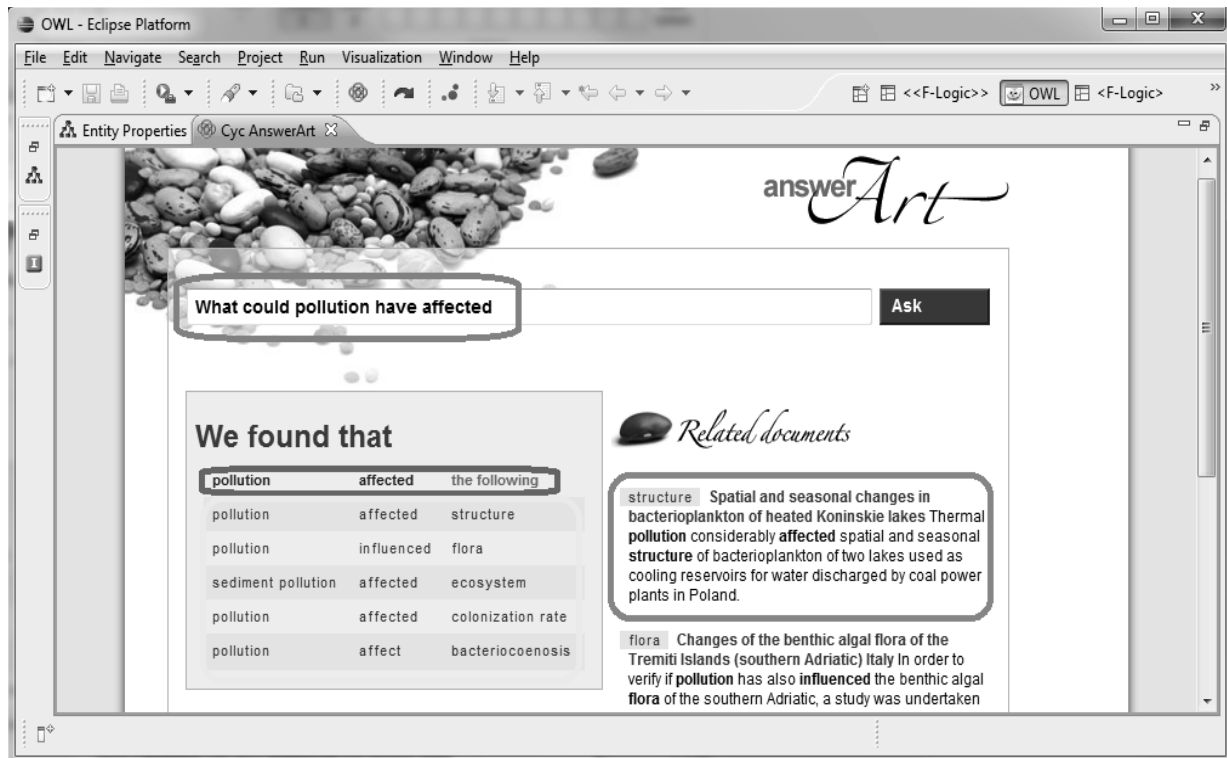 OWL - Eclipse Platform
File Edit Navigate Search Project Run Visualization Window Help
<<F-Logic>> OWL <F-Logic> »
Entity Properties Cyc AnswerArt
answerArt
What could pollution have affected
Ask
We found that
pollution affected the following
pollution affected structure
pollution influenced flora
sediment pollution affected ecosystem
pollution affected colonization rate
pollution affect bacteriocoenosis
Related documents
structure Spatial and seasonal changes in
bacterioplankton of heated Koninskie lakes Thermal
pollution considerably affected spatial and seasonal
structure of bacterioplankton of two lakes used as
cooling reservoirs for water discharged by coal power
plants in Poland.
flora Changes of the benthic algal flora of the
Tremiti Islands (southern Adriatic) Italy In order to
verify if pollution has also influenced the benthic algal
flora of the southern Adriatic, a study was undertaken